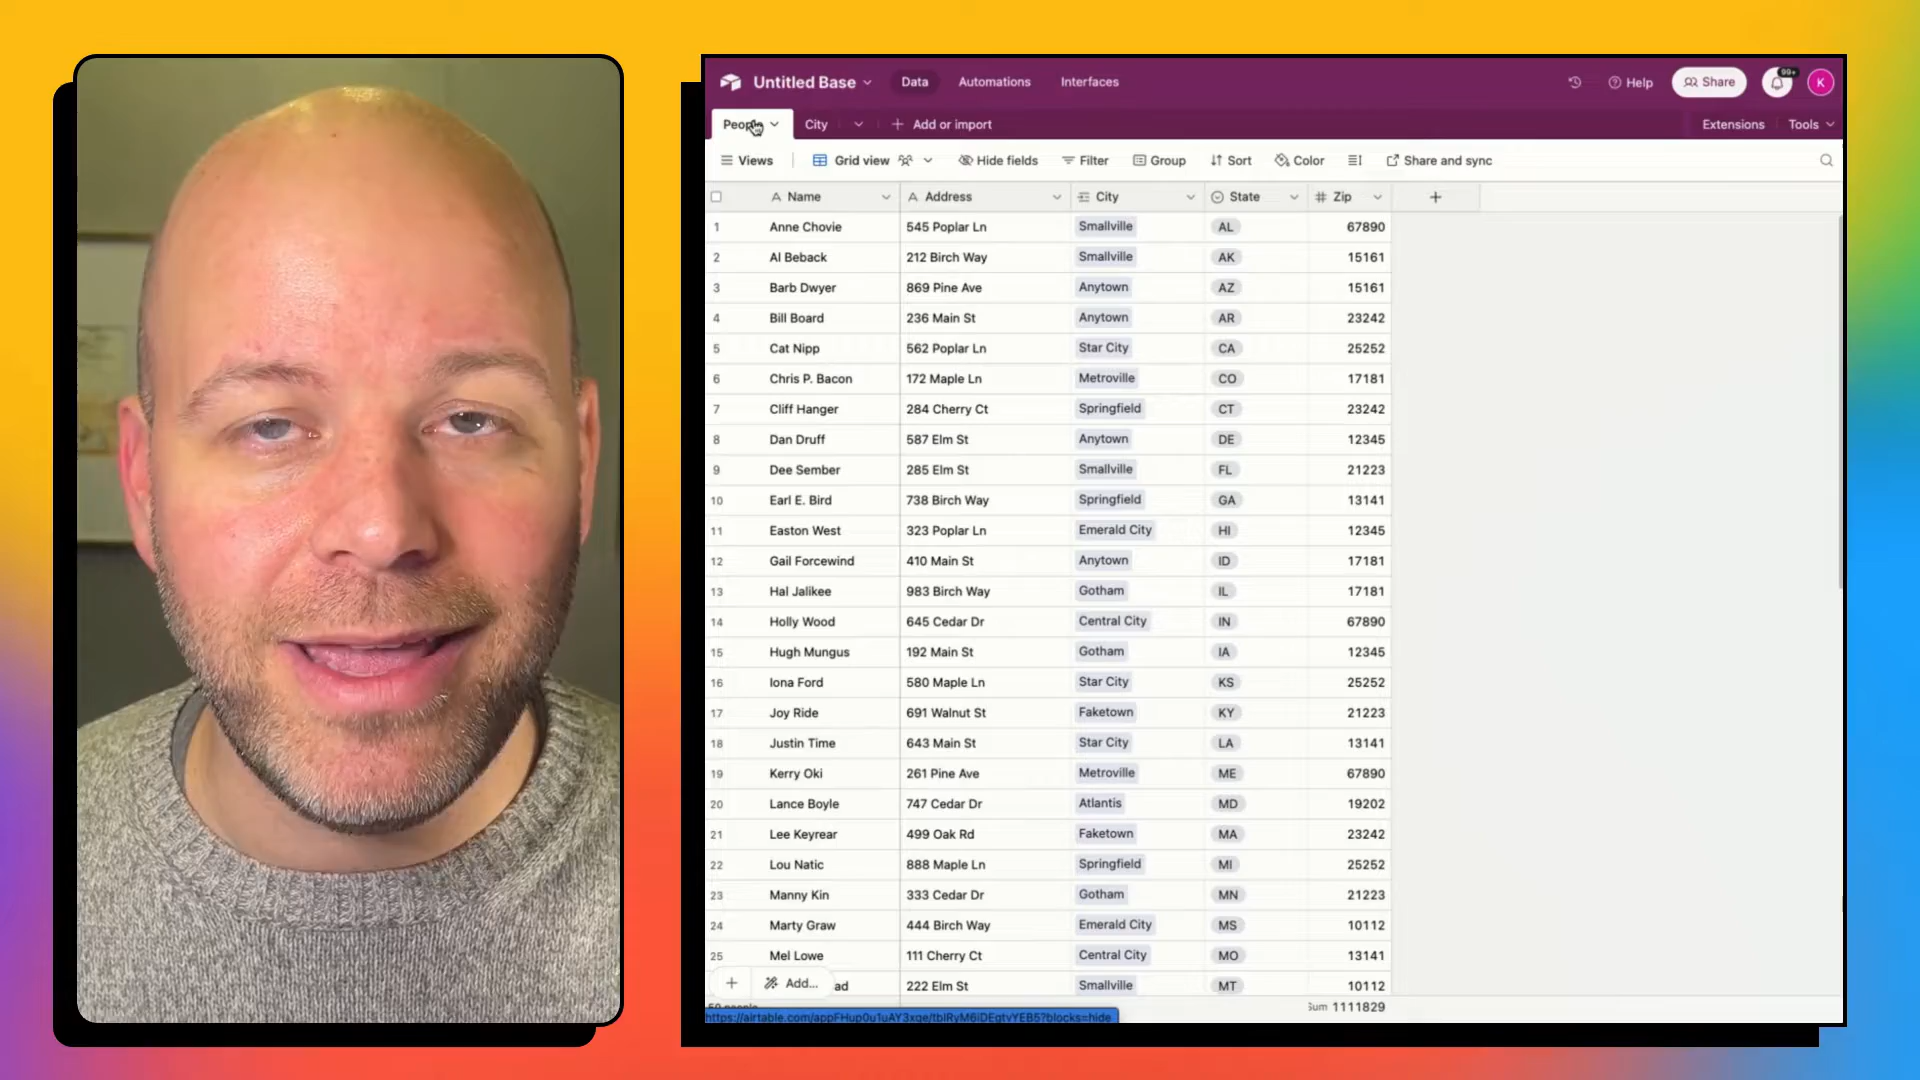 Untitled Base Data Automations Interfaces Help Share 99+ K
People City Add or import Extensions Tools
Views Grid view Hide fields Filter Group Sort Color Share and sync
Name Address City State Zip
1 Anne Chovie 545 Poplar Ln Smallville AL 67890
2 Al Beback 212 Birch Way Smallville AK 15161
3 Barb Dwyer 869 Pine Ave Anytown AZ 15161
4 Bill Board 236 Main St Anytown AR 23242
5 Cat Nipp 562 Poplar Ln Star City CA 25252
6 Chris P. Bacon 172 Maple Ln Metroville CO 17181
7 Cliff Hanger 284 Cherry Ct Springfield CT 23242
8 Dan Druff 587 Elm St Anytown DE 12345
9 Dee Sember 285 Elm St Smallville FL 21223
10 Earl E. Bird 738 Birch Way Springfield GA 13141
11 Easton West 323 Poplar Ln Emerald City HI 12345
12 Gail Forcewind 410 Main St Anytown ID 17181
13 Hal Jalikee 983 Birch Way Gotham IL 17181
14 Holly Wood 645 Cedar Dr Central City IN 67890
15 Hugh Mungus 192 Main St Gotham IA 12345
16 Iona Ford 580 Maple Ln Star City KS 25252
17 Joy Ride 691 Walnut St Faketown KY 21223
18 Justin Time 643 Main St Star City LA 13141
19 Kerry Oki 261 Pine Ave Metroville ME 67890
20 Lance Boyle 747 Cedar Dr Atlantis MD 19202
21 Lee Keyrear 499 Oak Rd Faketown MA 23242
22 Lou Natic 888 Maple Ln Springfield MI 25252
23 Manny Kin 333 Cedar Dr Gotham MN 21223
24 Marty Graw 444 Birch Way Emerald City MS 10112
25 Mel Lowe 111 Cherry Ct Central City MO 13141
Add... ad 222 Elm St Smallville MT 10112
Sum 1111829